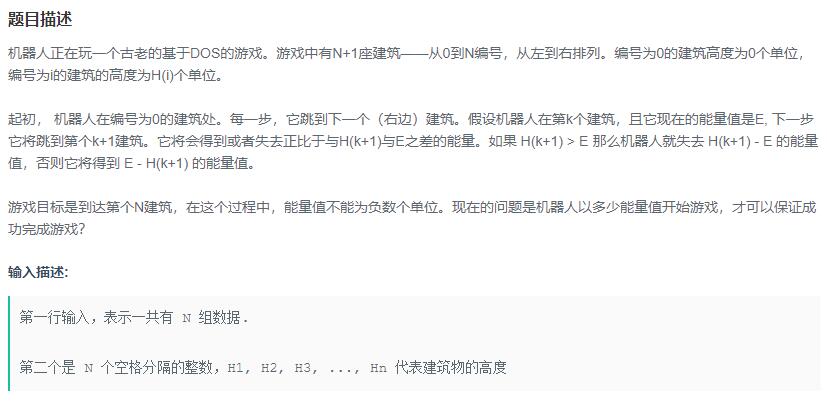 题目描述
机器人正在玩一个古老的基于DOS的游戏。游戏中有N+1座建筑——从0到N编号，从左到右排列。编号为0的建筑高度为0个单位，
编号为i的建筑的高度为H(i)个单位。
起初， 机器人在编号为0的建筑处。每一步，它跳到下一个（右边）建筑。假设机器人在第k个建筑，且它现在的能量值是E, 下一步
它将跳到第个k+1建筑。它将会得到或者失去正比于与H(k+1)与E之差的能量。如果 H(k+1) > E 那么机器人就失去 H(k+1) - E 的能量
值，否则它将得到 E - H(k+1) 的能量值。
游戏目标是到达第个N建筑，在这个过程中，能量值不能为负数个单位。现在的问题是机器人以多少能量值开始游戏，才可以保证成
功完成游戏？
输入描述:
第一行输入，表示一共有 N 组数据.
第二个是 N 个空格分隔的整数，H1, H2, H3, ..., Hn 代表建筑物的高度